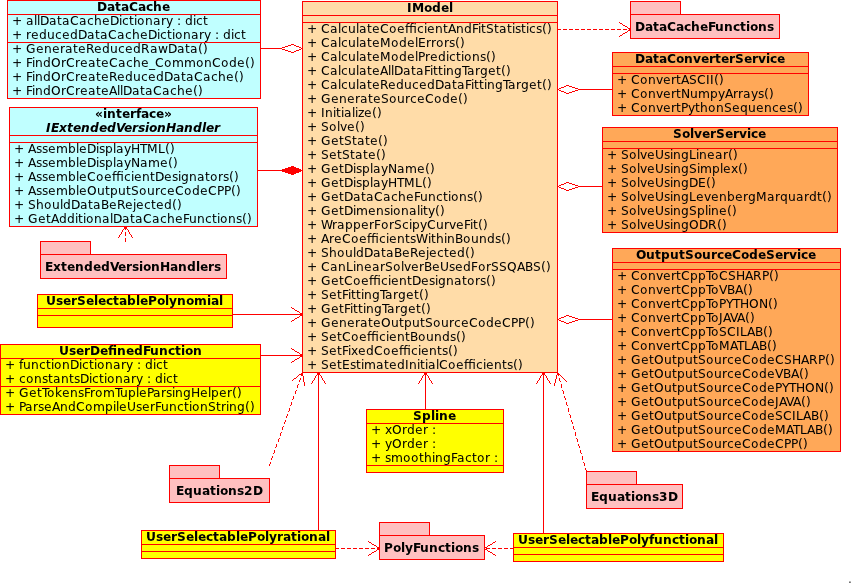 DataCache
+ allDataCacheDictionary : dict
+ reducedDataCacheDictionary : dict
+ GenerateReducedRawData()
+ FindOrCreateCache_CommonCode()
+ FindOrCreateReducedDataCache()
+ FindOrCreateAllDataCache()
«interface»
IExtendedVersionHandler
+ AssembleDisplayHTML()
+ AssembleDisplayName()
+ AssembleCoefficientDesignators()
+ AssembleOutputSourceCodeCPP()
+ ShouldDataBeRejected()
+ GetAdditionalDataCacheFunctions()
ExtendedVersionHandlers
UserSelectablePolynomial
UserDefinedFunction
+ functionDictionary : dict
+ constantsDictionary : dict
+ GetTokensFromTupleParsingHelper()
+ ParseAndCompileUserFunctionString()
Equations2D
UserSelectablePolyrational
IModel
+ CalculateCoefficientAndFitStatistics()
+ CalculateModelErrors()
+ CalculateModelPredictions()
+ CalculateAllDataFittingTarget()
+ CalculateReducedDataFittingTarget()
+ GenerateSourceCode()
+ Initialize()
+ Solve()
+ GetState()
+ SetState()
+ GetDisplayName()
+ GetDisplayHTML()
+ GetDataCacheFunctions()
+ GetDimensionality()
+ WrapperForScipyCurveFit()
+ AreCoefficientsWithinBounds()
+ ShouldDataBeRejected()
+ CanLinearSolverBeUsedForSSQABS()
+ GetCoefficientDesignators()
+ SetFittingTarget()
+ GetFittingTarget()
+ GenerateOutputSourceCodeCPP()
+ SetCoefficientBounds()
+ SetFixedCoefficients()
+ SetEstimatedInitialCoefficients()
Spline
+ xOrder :
+ yOrder :
+ smoothingFactor :
PolyFunctions
DataCacheFunctions
DataConverterService
+ ConvertASCII()
+ ConvertNumpyArrays()
+ ConvertPythonSequences()
SolverService
+ SolveUsingLinear()
+ SolveUsingSimplex()
+ SolveUsingDE()
+ SolveUsingLevenbergMarquardt()
+ SolveUsingSpline()
+ SolveUsingODR()
OutputSourceCodeService
+ ConvertCppToCSHARP()
+ ConvertCppToVBA()
+ ConvertCppToPYTHON()
+ ConvertCppToJAVA()
+ ConvertCppToSCILAB()
+ ConvertCppToMATLAB()
+ GetOutputSourceCodeCSHARP()
+ GetOutputSourceCodeVBA()
+ GetOutputSourceCodePYTHON()
+ GetOutputSourceCodeJAVA()
+ GetOutputSourceCodeSCILAB()
+ GetOutputSourceCodeMATLAB()
+ GetOutputSourceCodeCPP()
Equations3D
UserSelectablePolyfunctional